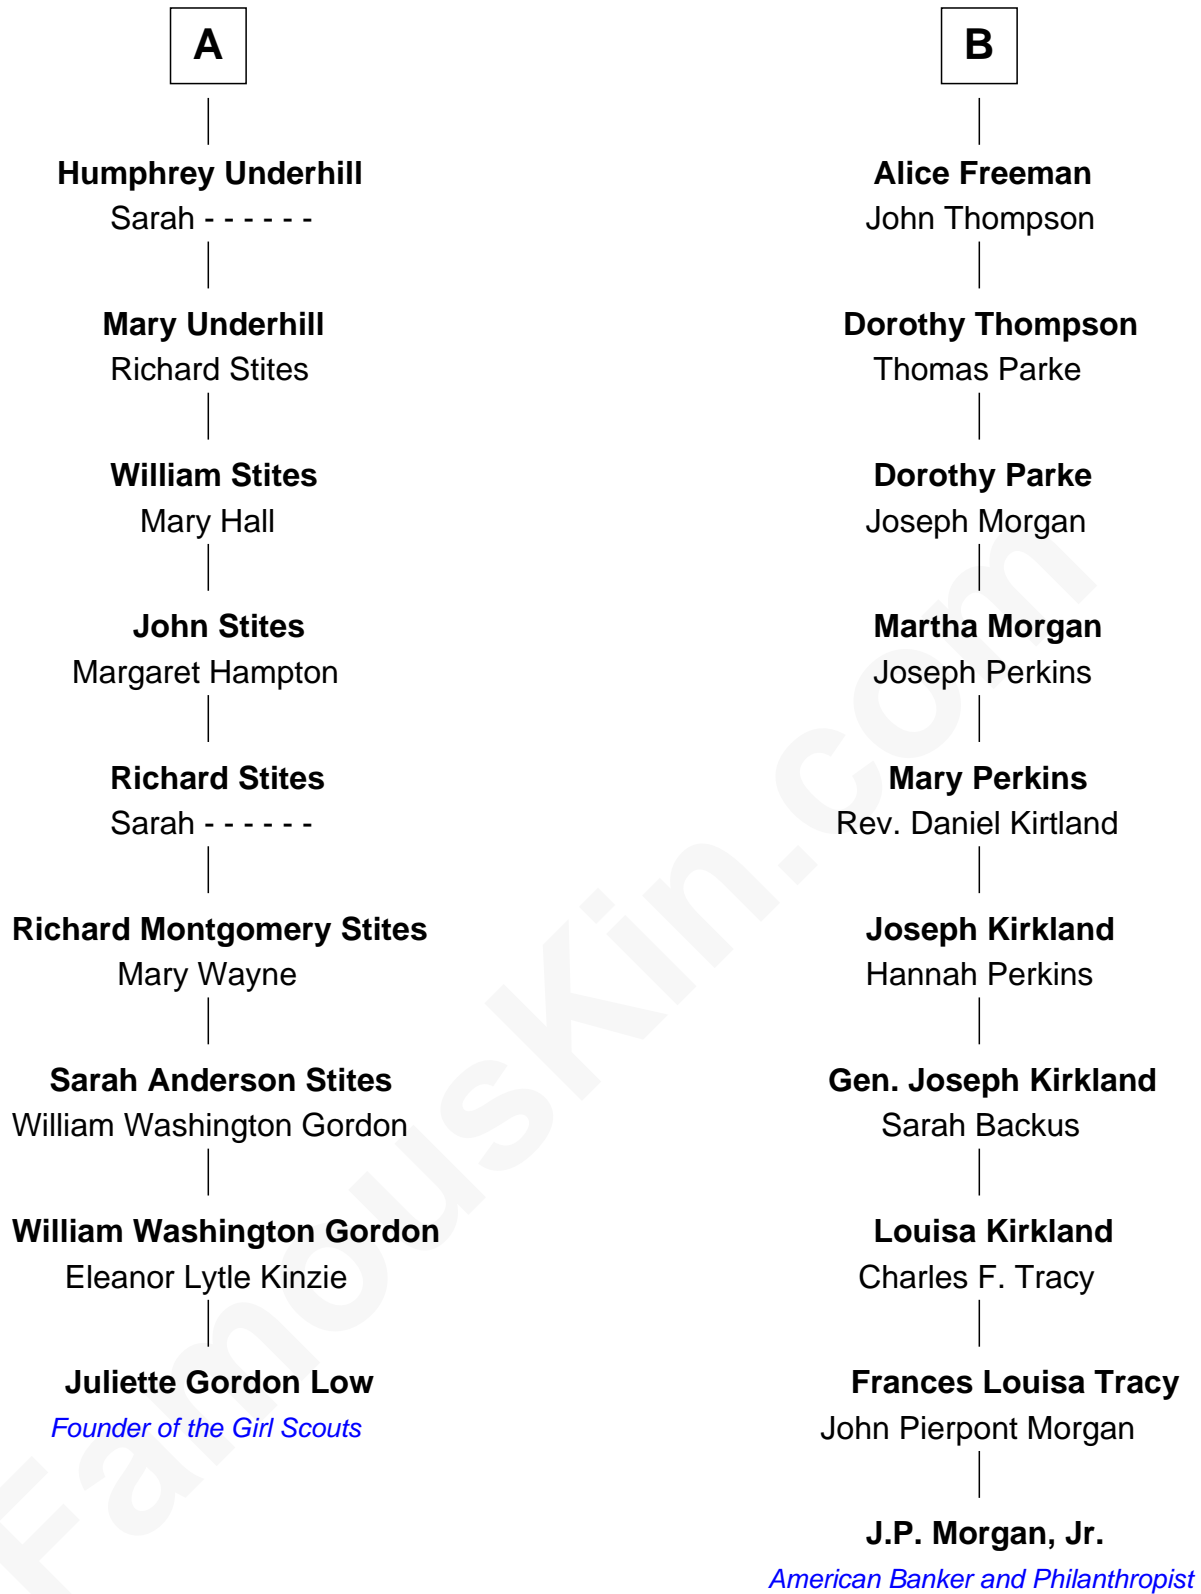 A
Humphrey Underhill
Sarah - - - - - -
Mary Underhill
Richard Stites
William Stites
Mary Hall
John Stites
Margaret Hampton
Richard Stites
Sarah - - - - - -
Richard Montgomery Stites
Mary Wayne
Sarah Anderson Stites
William Washington Gordon
William Washington Gordon
Eleanor Lytle Kinzie
Juliette Gordon Low
Founder of the Girl Scouts
B
Alice Freeman
John Thompson
Dorothy Thompson
Thomas Parke
Dorothy Parke
Joseph Morgan
Martha Morgan
Joseph Perkins
Mary Perkins
Rev. Daniel Kirtland
Joseph Kirkland
Hannah Perkins
Gen. Joseph Kirkland
Sarah Backus
Louisa Kirkland
Charles F. Tracy
Frances Louisa Tracy
John Pierpont Morgan
J.P. Morgan, Jr.
American Banker and Philanthropist
FamousKin.com